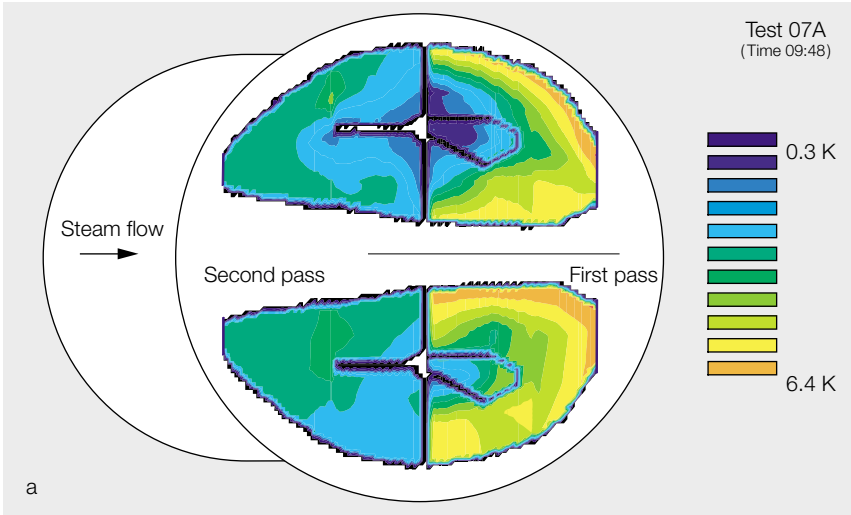 Test 07A
(Time 09:48)
0.3 K
Steam flow
Second pass
First pass
6.4 K
a